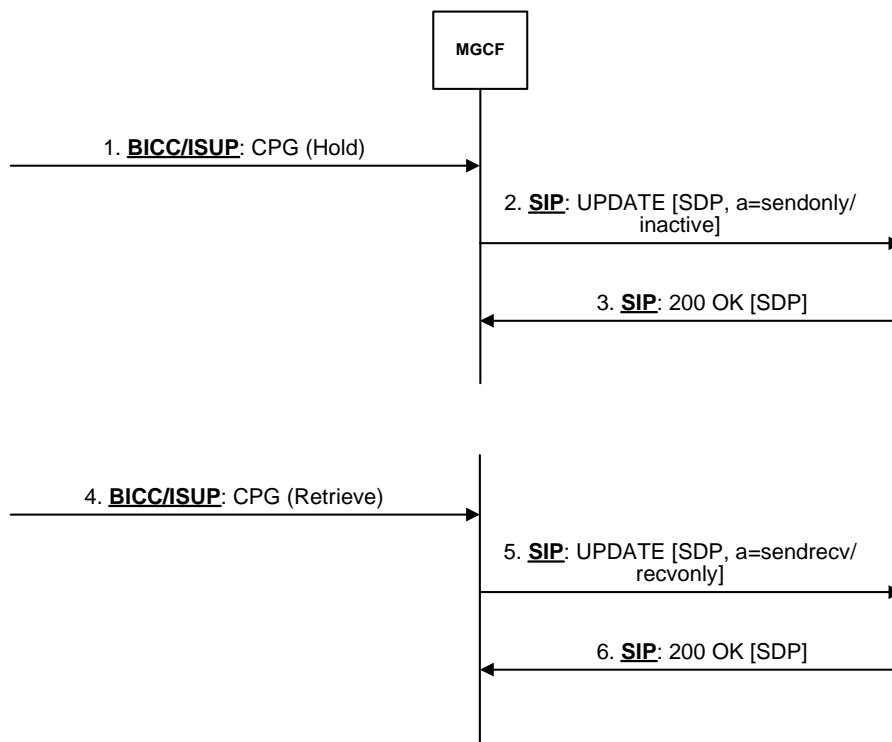 MGCF
1. BICC/ISUP: CPG (Hold)
2. SIP: UPDATE [SDP, a=sendonly/
inactive]
3. SIP: 200 OK [SDP]
4. BICC/ISUP: CPG (Retrieve)
5. SIP: UPDATE [SDP, a=sendrecv/
recvonly]
6. SIP: 200 OK [SDP]